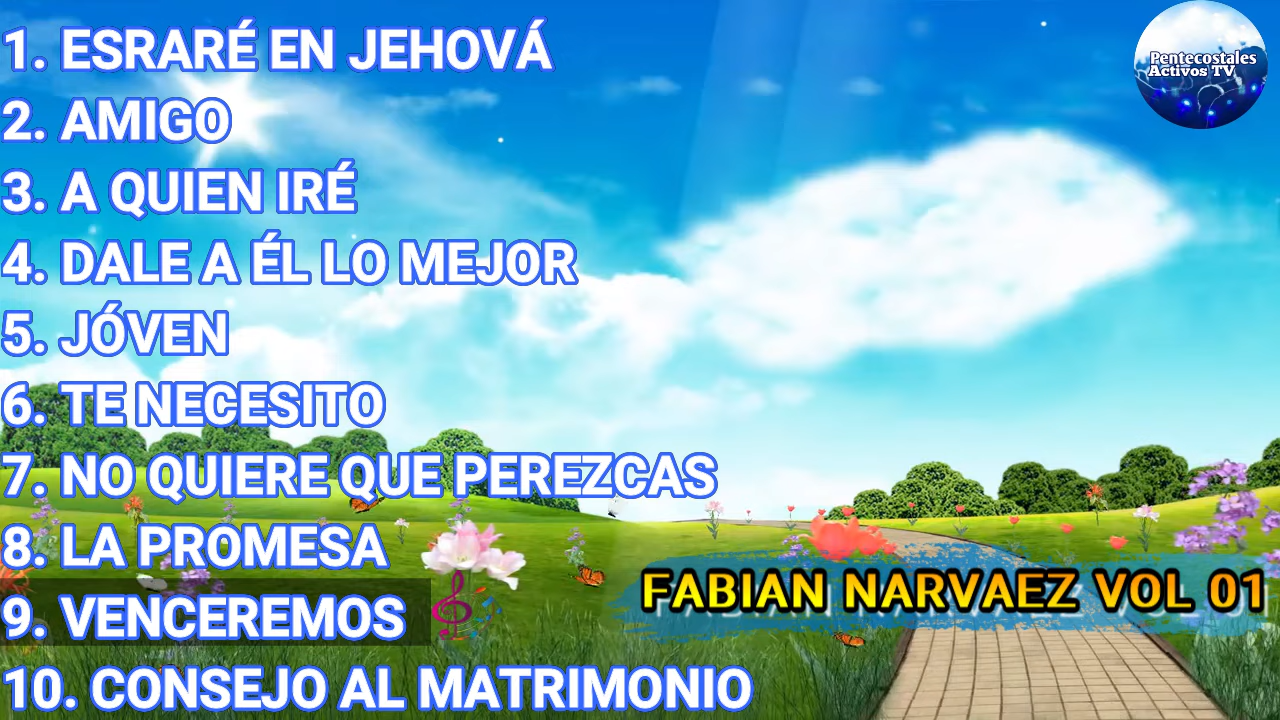 1. ESRARÉ EN JEHOVÁ
2. AMIGO
3. A QUIEN IRÉ
4. DALE A ÉL LO MEJOR
5. JÓVEN
6. TE NECESITO
7. NO QUIERE QUE PEREZCAS
8. LA PROMESA
9. VENCEREMOS
10. CONSEJO AL MATRIMONIO
Pentecostales
Activos TV
FABIAN NARVAEZ VOL 01